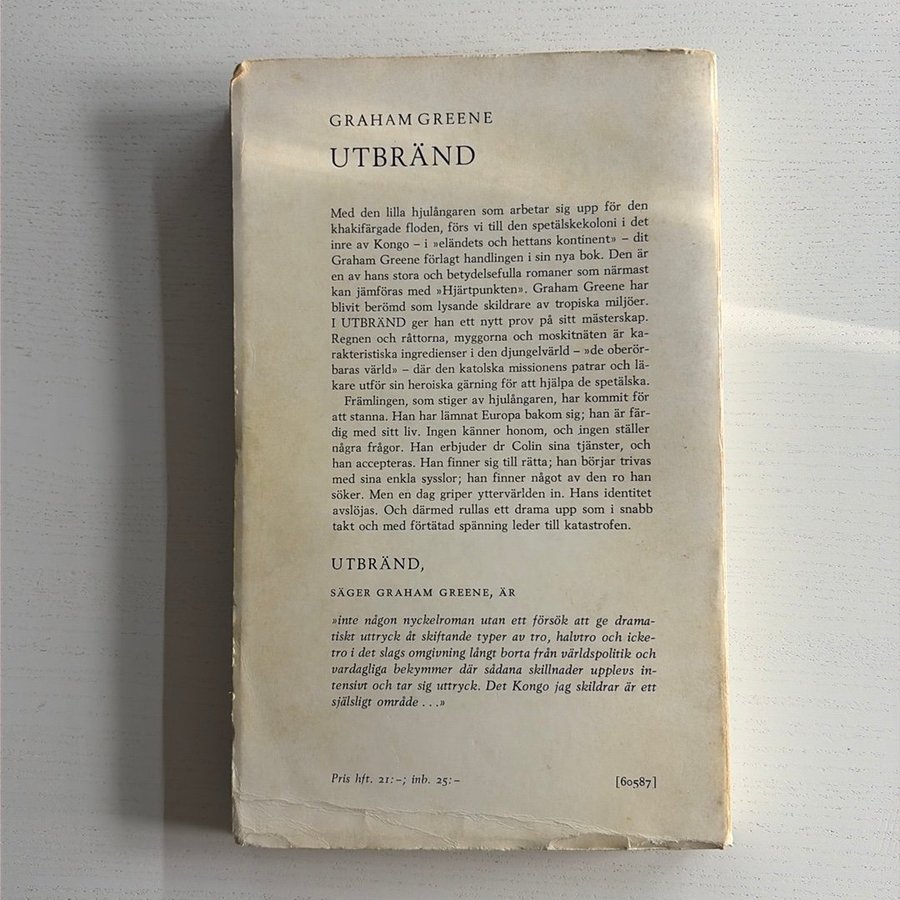 GRAHAM GREENE
UTBRÄND
Med den lilla hjulångaren som arbetar sig upp för den
khakifärgade floden, förs vi till den spetälskekoloni i det
inre av Kongo – i »eländets och hettans kontinent» – dit
Graham Greene förlagt handlingen i sin nya bok. Den är
en av hans stora och betydelsefulla romaner som närmast
kan jämföras med »Hjärtpunkten». Graham Greene har
blivit berömd som lysande skildrare av tropiska miljöer.
I UTBRÄND ger han ett nytt prov på sitt mästerskap.
Regnen och råttorna, myggorna och moskitnäten är ka-
rakteristiska ingredienser i den djungelvärld – »de oberör-
baras värld» – där den katolska missionens patrar och lä-
kare utför sin heroiska gärning för att hjälpa de spetälska.
Främlingen, som stiger av hjulångaren, har kommit för
att stanna. Han har lämnat Europa bakom sig; han är fär-
dig med sitt liv. Ingen känner honom, och ingen ställer
några frågor. Han erbjuder dr Colin sina tjänster, och
han accepteras. Han finner sig till rätta; han börjar trivas
med sina enkla sysslor; han finner något av den ro han
söker. Men en dag griper yttervärlden in. Hans identitet
avslöjas. Och därmed rullas ett drama upp som i snabb
takt och med förtätad spänning leder till katastrofen.
UTBRÄND,
SÄGER GRAHAM GREENE, ÄR
»inte någon nyckelroman utan ett försök att ge drama-
tiskt uttryck åt skiftande typer av tro, halvtro och icke-
tro i det slags omgivning långt borta från världspolitik och
vardagliga bekymmer där sådana skillnader upplevs in-
tensivt och tar sig uttryck. Det Kongo jag skildrar är ett
själsligt område . . .»
Pris hft. 21:–; inb. 25:–
[60587]